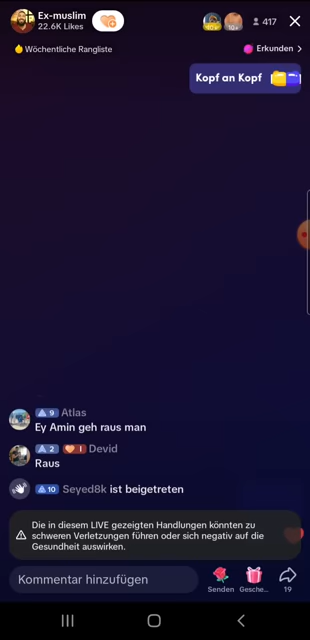 Ex-muslim
22.6K Likes
417
Wöchentliche Rangliste
Erkunden >
Kopf an Kopf
9 Atlas
Ey Amin geh raus man
2 I Devid
Raus
10 Seyed8k ist beigetreten
Die in diesem LIVE gezeigten Handlungen könnten zu
schweren Verletzungen führen oder sich negativ auf die
Gesundheit auswirken.
Kommentar hinzufügen
Senden
Gesche...
19